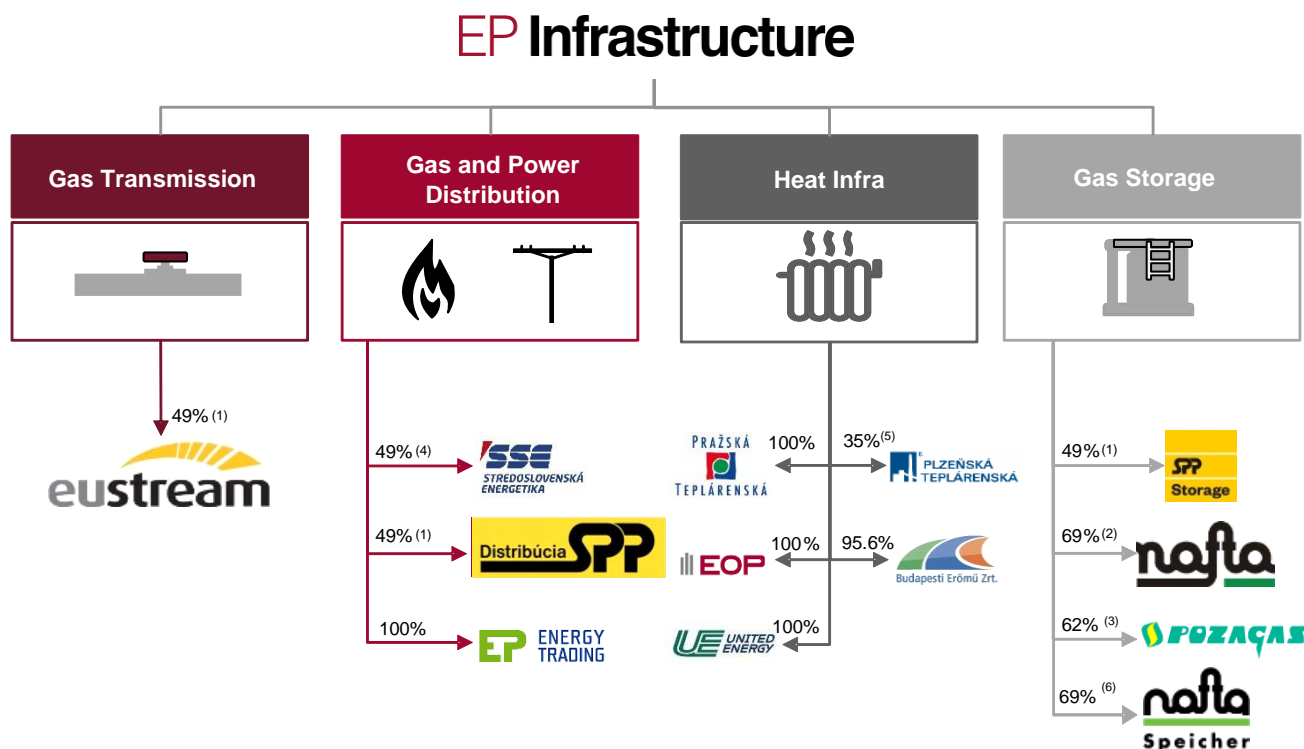 EP Infrastructure
Gas Transmission
Gas and Power
Distribution
Heat Infra
Gas Storage
49% (1)
eustream
49% (4)
SSE
STREDOSLOVENSKÁ
ENERGETIKA
49% (1)
Distribúcia SPP
100%
EP ENERGY
TRADING
PRAŽSKÁ
TEPLÁRENSKÁ
100%
35% (5)
PLZEŇSKÁ
TEPLÁRENSKÁ
EOP
100%
95.6%
Budapesti Erömü Zrt.
UE UNITED
ENERGY
100%
49% (1)
SPP
Storage
69% (2)
nafta
62% (3)
POZAGAS
69% (6)
nafta
Speicher